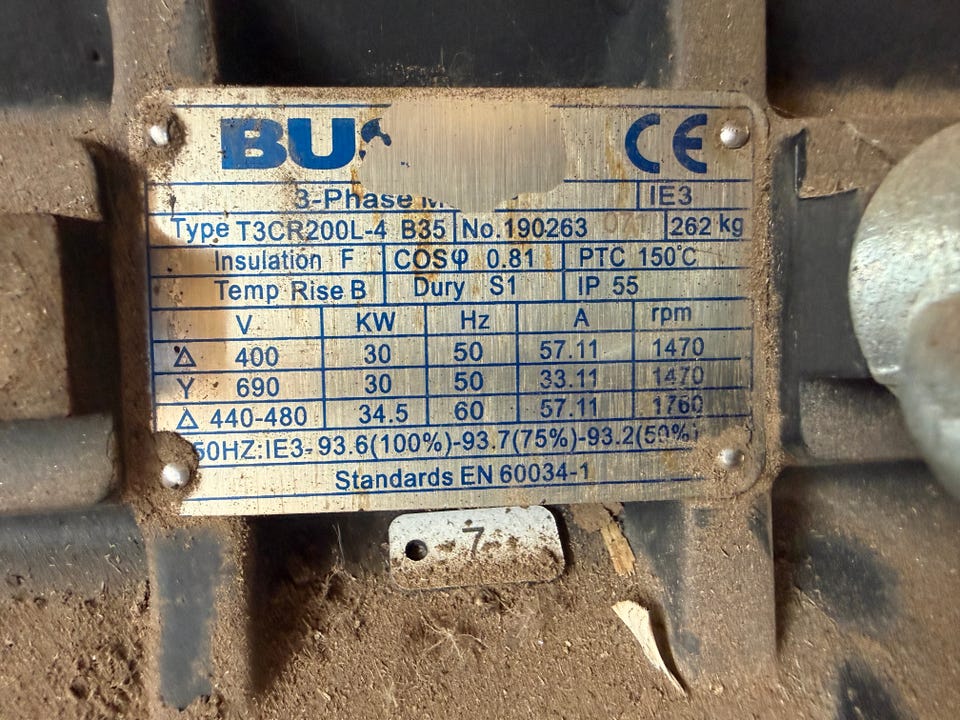 BU
CE
3-Phase M
IE3
Type T3CR200L-4 B35 No.190263 262 kg
Insulation F COSφ 0.81 PTC 150°C
Temp Rise B Dury S1 IP 55
V KW Hz A rpm
Δ 400 30 50 57.11 1470
Y 690 30 50 33.11 1470
Δ 440-480 34.5 60 57.11 1760
50HZ:IE3-93.6(100%)-93.7(75%)-93.2(50%)
Standards EN 60034-1
7